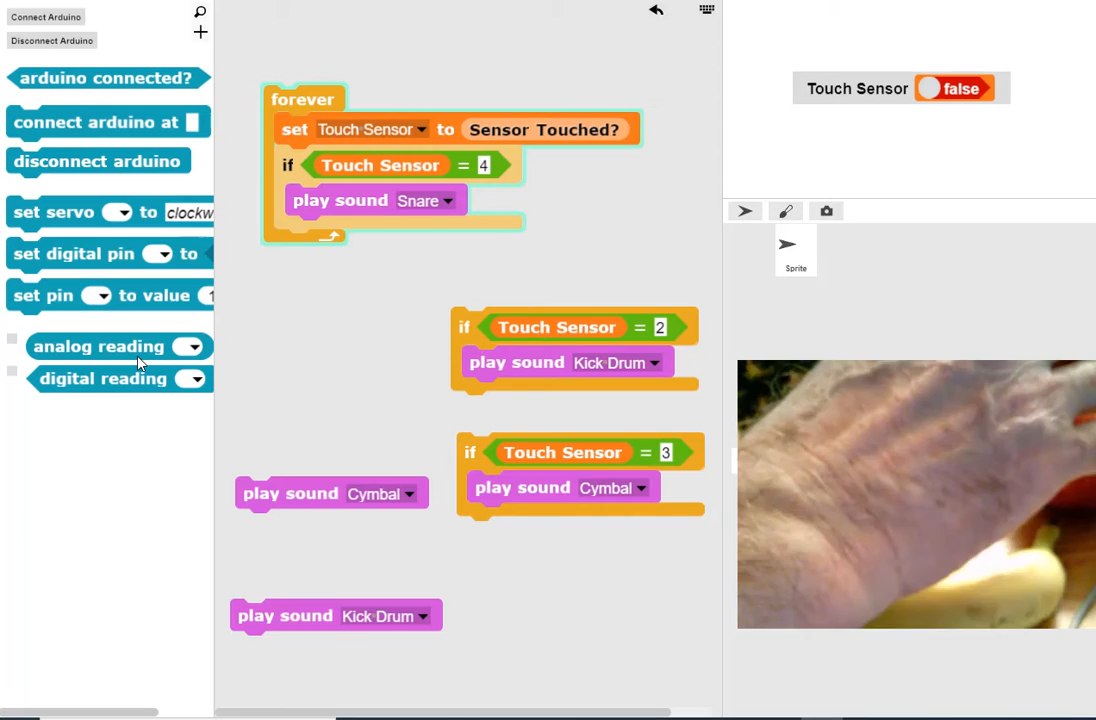 Connect Arduino
Disconnect Arduino
arduino connected?
connect arduino at
disconnect arduino
set servo to clockw
set digital pin to
set pin to value 1
analog reading
digital reading
forever
set Touch Sensor to Sensor Touched?
if Touch Sensor = 4
play sound Snare
if Touch Sensor = 2
play sound Kick Drum
if Touch Sensor = 3
play sound Cymbal
play sound Cymbal
play sound Kick Drum
Touch Sensor false
Sprite